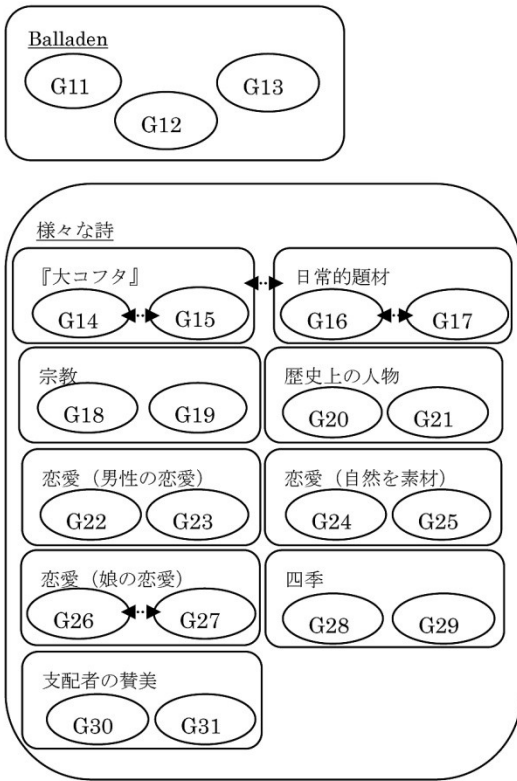 Balladen
G11 G13
G12
様々な詩
『大コフタ』 日常的題材
G14 G15 G16 G17
宗教 歴史上の人物
G18 G19 G20 G21
恋愛（男性の恋愛） 恋愛（自然を素材）
G22 G23 G24 G25
恋愛（娘の恋愛） 四季
G26 G27 G28 G29
支配者の賛美
G30 G31